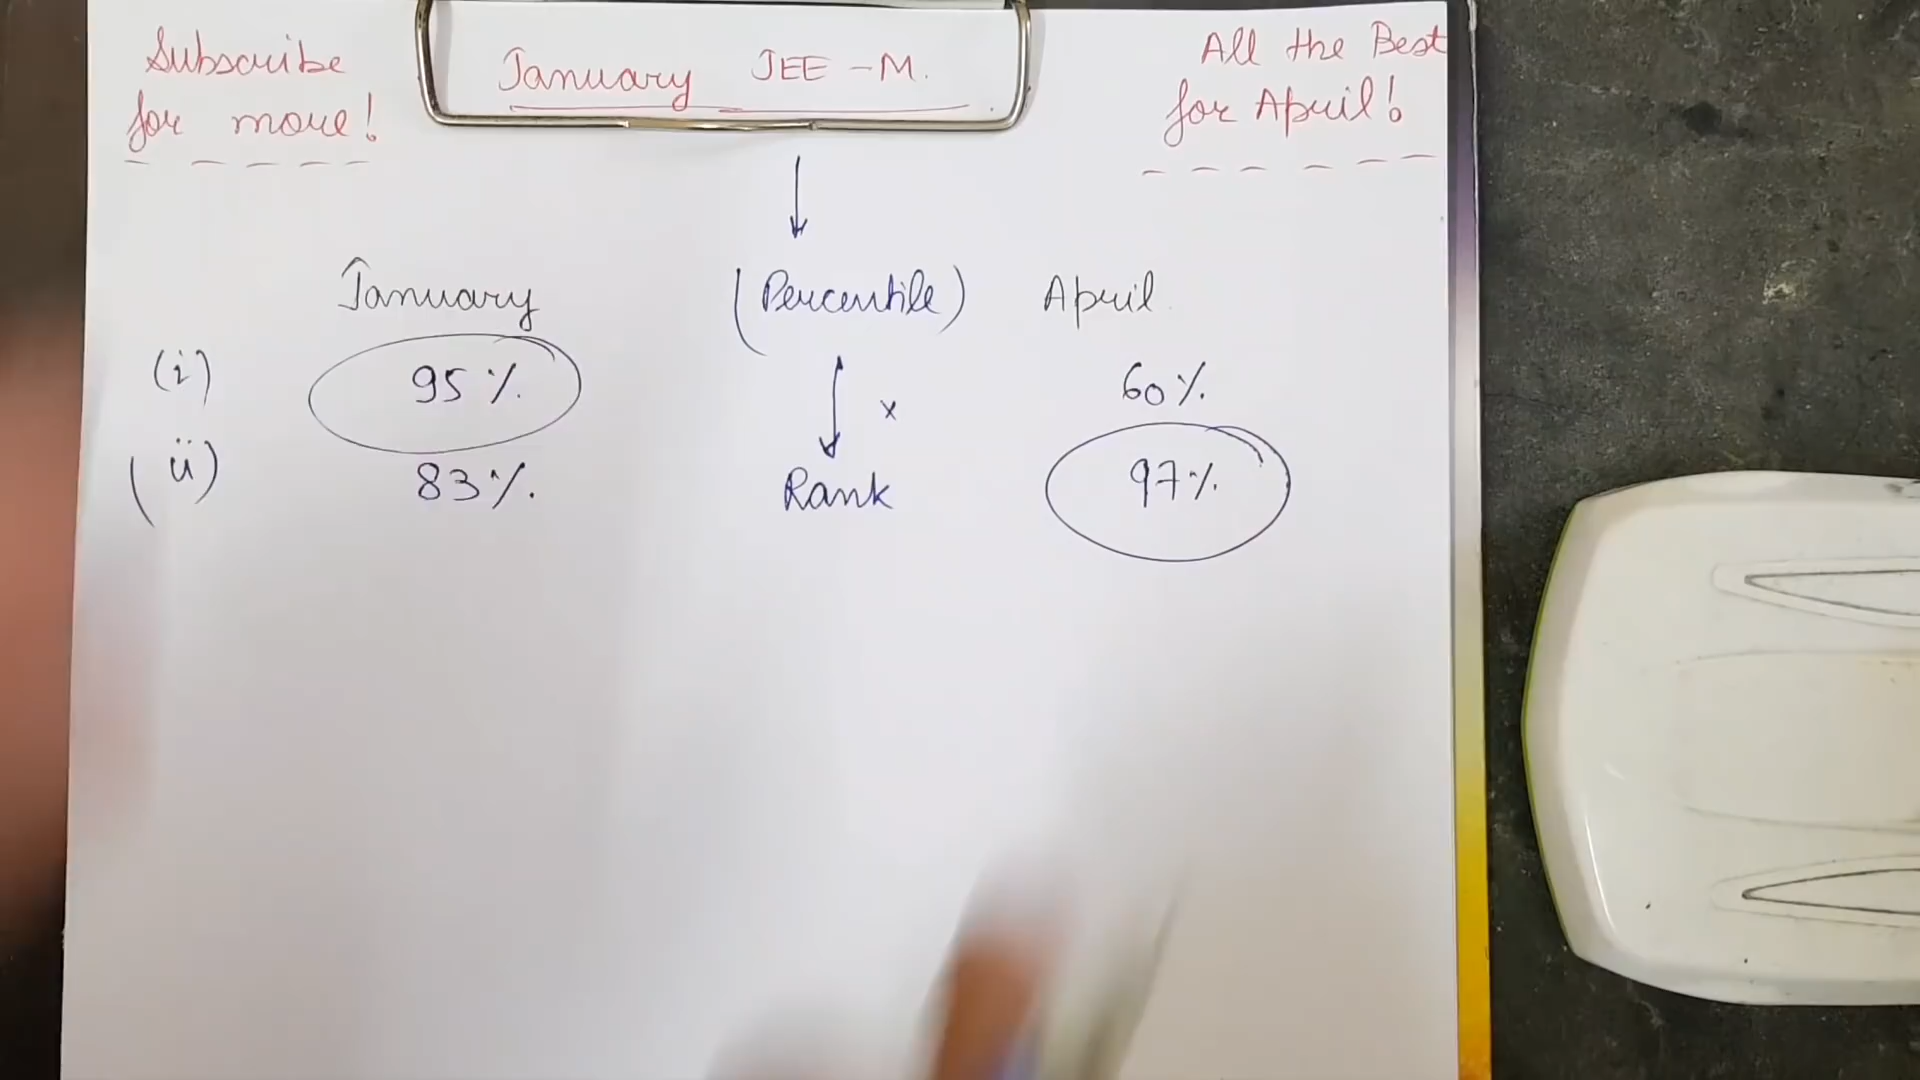 Subscribe
for more!
January JEE - M.
All the Best
for April!
January (Percentile) April
(i) 95% x 60%
(ii) 83% Rank 97%